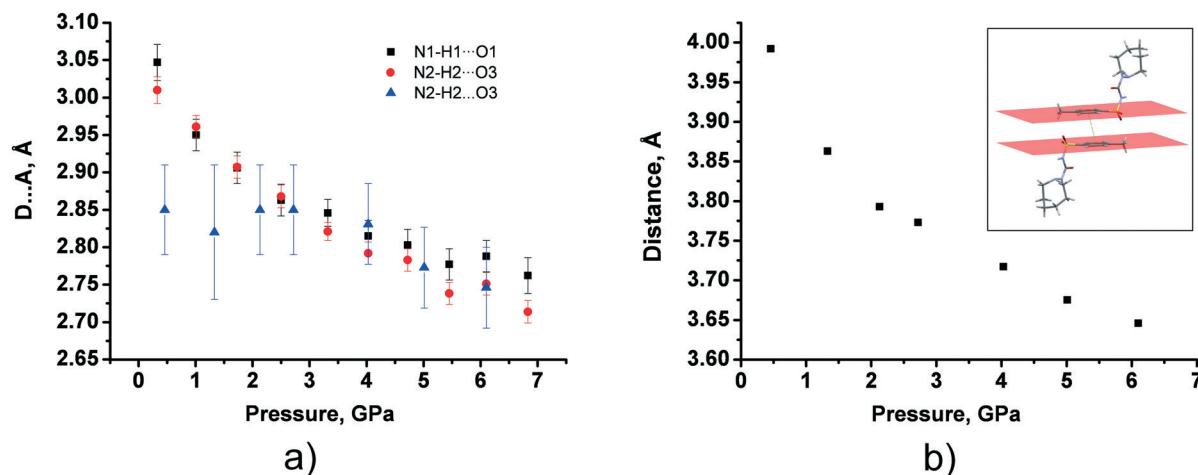 3.10
3.05
3.00
2.95
2.90
2.85
2.80
2.75
2.70
2.65
D...A, Å
N1-H1···O1
N2-H2···O3
N2-H2...O3
0 1 2 3 4 5 6 7
Pressure, GPa
a)
4.00
3.95
3.90
3.85
3.80
3.75
3.70
3.65
3.60
Distance, Å
0 1 2 3 4 5 6 7
Pressure, GPa
b)